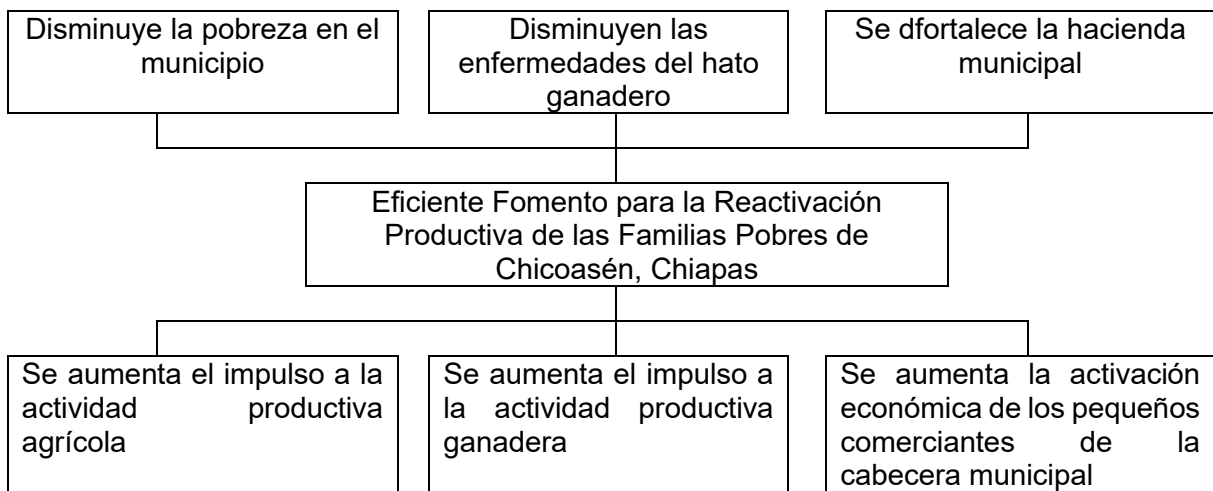 Disminuye la pobreza en el
municipio
Disminuyen las
enfermedades del hato
ganadero
Se dfortalece la hacienda
municipal
Eficiente Fomento para la Reactivación
Productiva de las Familias Pobres de
Chicoasén, Chiapas
Se aumenta el impulso a la
actividad productiva
agrícola
Se aumenta el impulso a
la actividad productiva
ganadera
Se aumenta la activación
económica de los pequeños
comerciantes de la
cabecera municipal